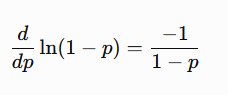 d/dp ln(1 − p) = −1/(1 − p)